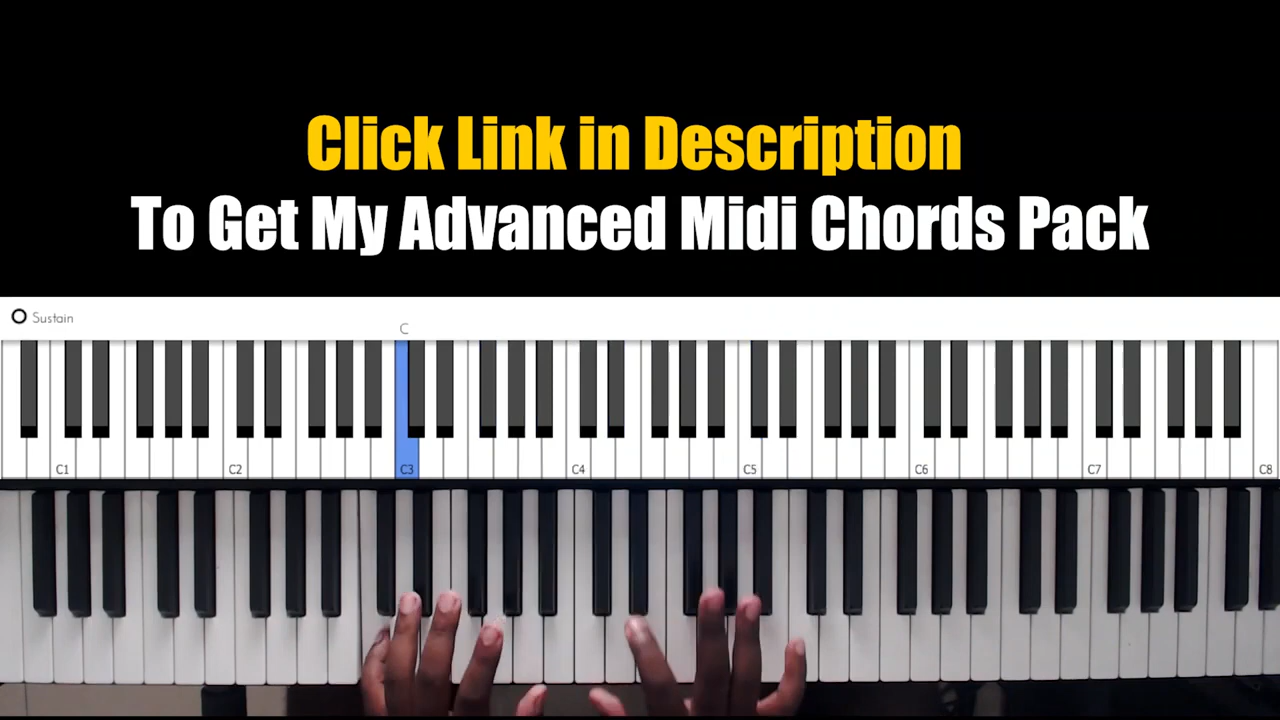 Click Link in Description
To Get My Advanced Midi Chords Pack
Sustain
C
C1 C2 C3 C4 C5 C6 C7 C8